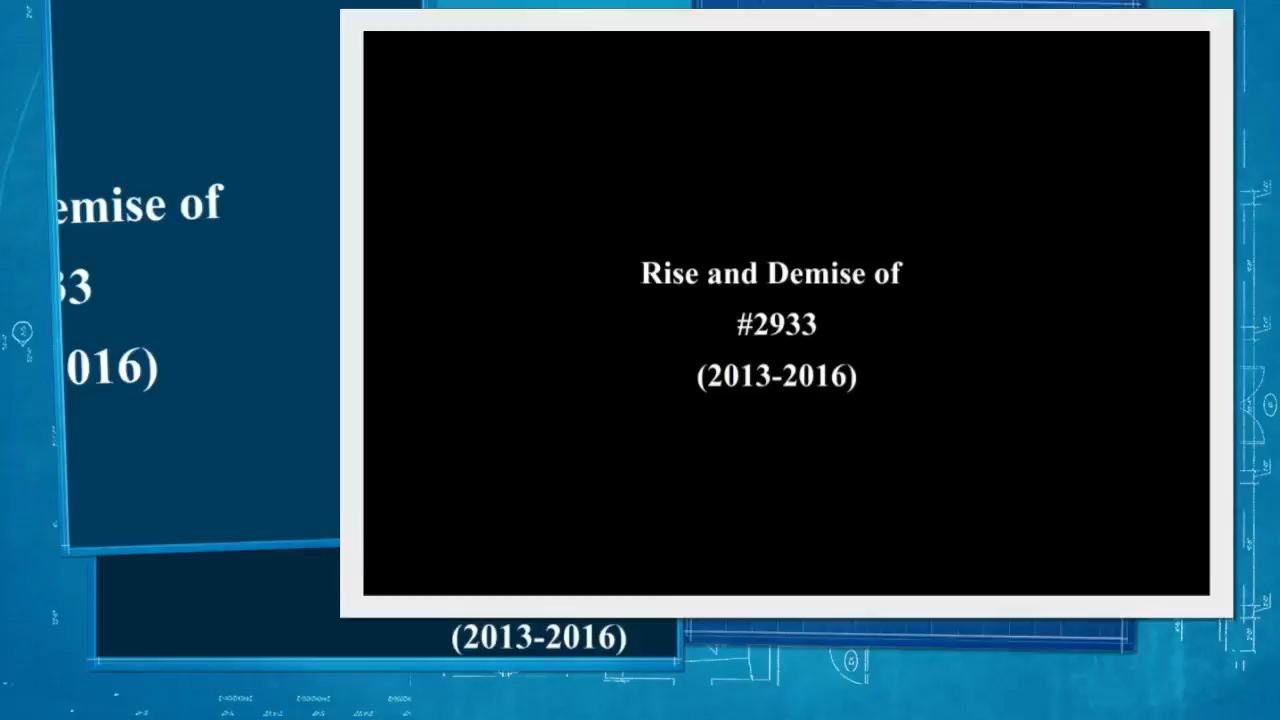 Rise and Demise of
#2933
(2013-2016)
emise of
33
016)
(2013-2016)